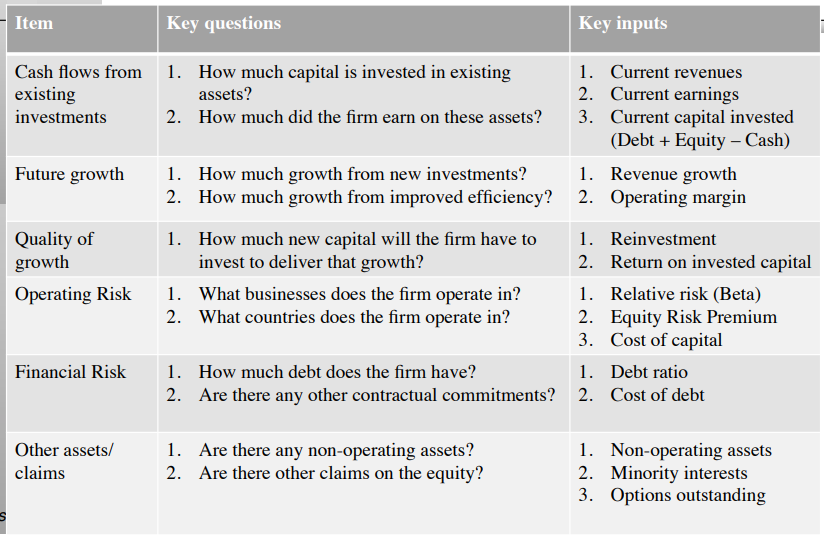 Item Key questions Key inputs
Cash flows from 1. How much capital is invested in existing 1. Current revenues
existing assets? 2. Current earnings
investments 2. How much did the firm earn on these assets? 3. Current capital invested
(Debt + Equity – Cash)
Future growth 1. How much growth from new investments? 1. Revenue growth
2. How much growth from improved efficiency? 2. Operating margin
Quality of 1. How much new capital will the firm have to 1. Reinvestment
growth invest to deliver that growth? 2. Return on invested capital
Operating Risk 1. What businesses does the firm operate in? 1. Relative risk (Beta)
2. What countries does the firm operate in? 2. Equity Risk Premium
3. Cost of capital
Financial Risk 1. How much debt does the firm have? 1. Debt ratio
2. Are there any other contractual commitments? 2. Cost of debt
Other assets/ 1. Are there any non-operating assets? 1. Non-operating assets
claims 2. Are there other claims on the equity? 2. Minority interests
3. Options outstanding
s